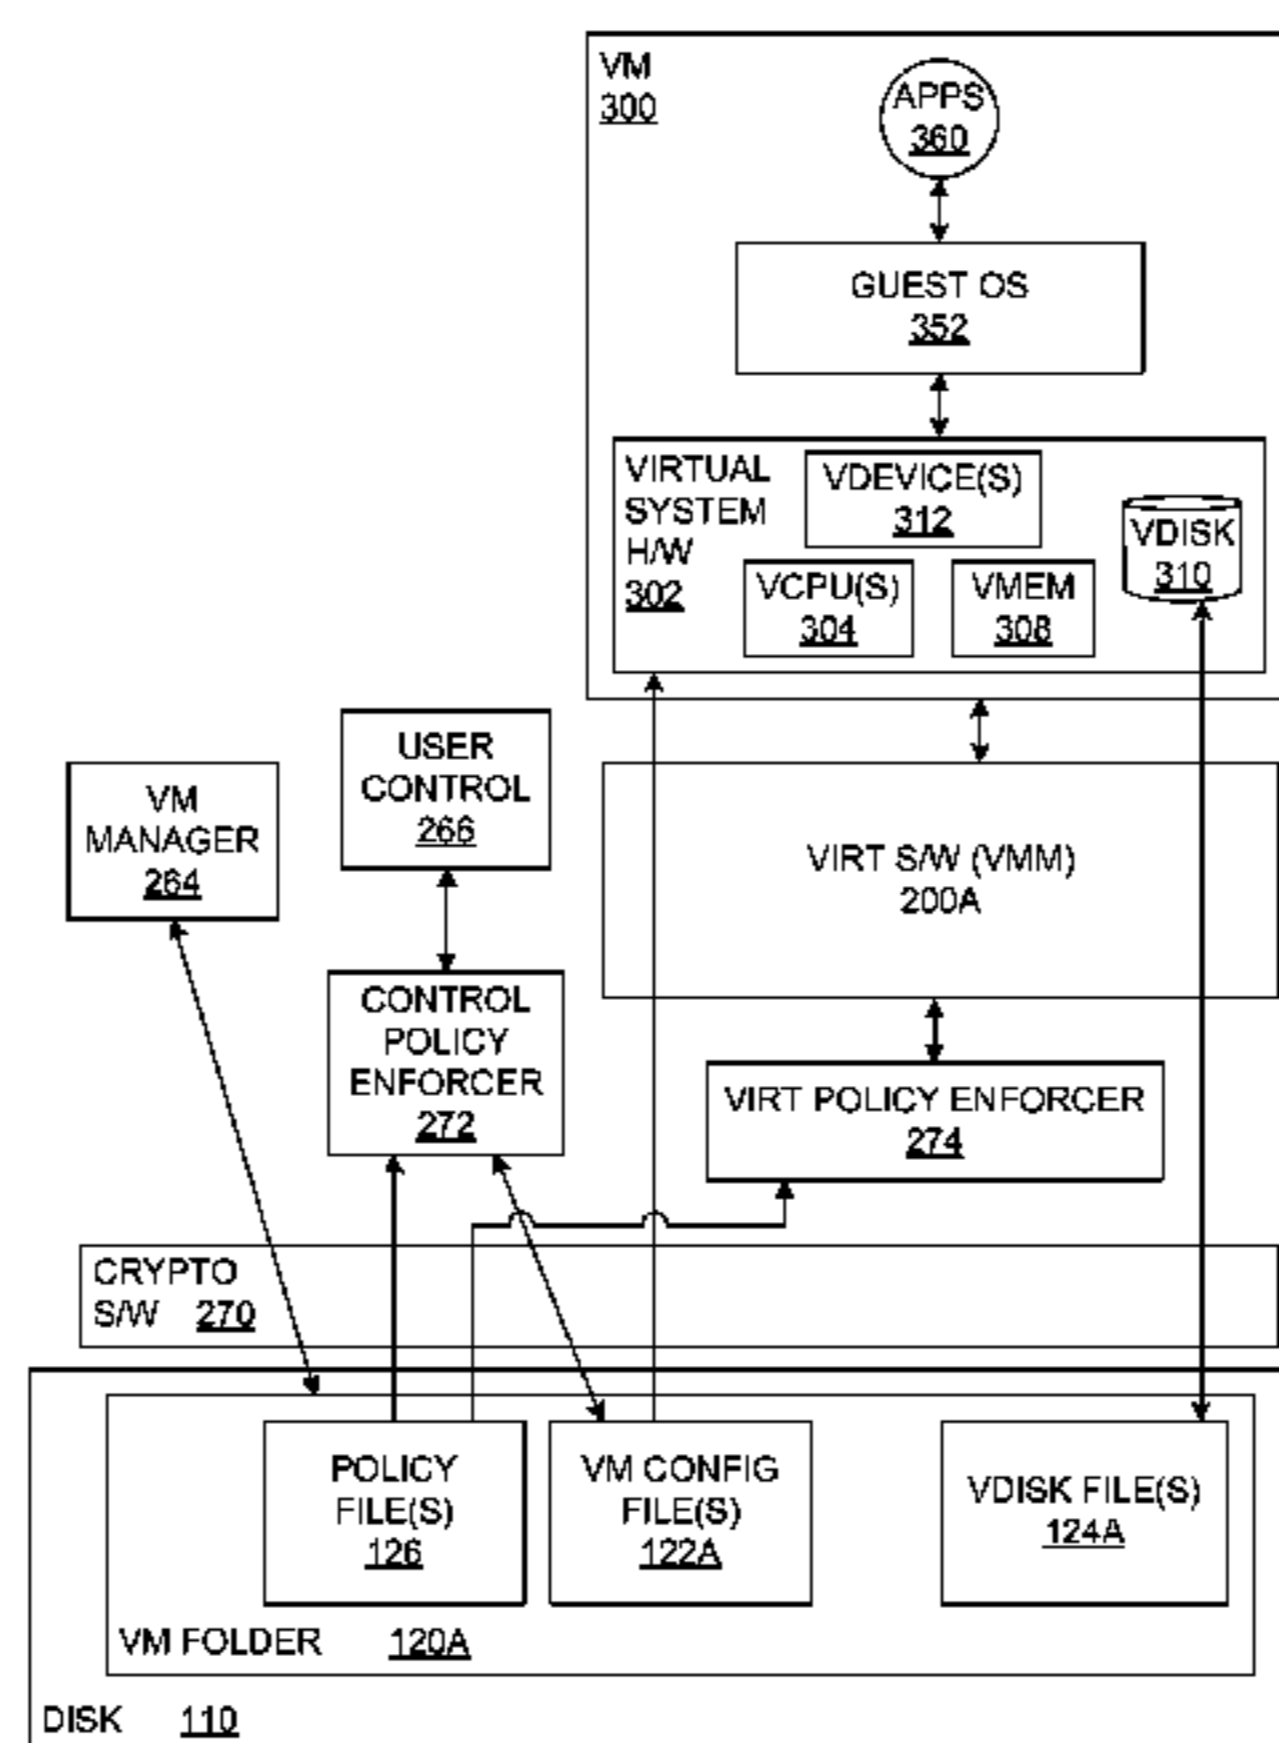 VM
300
APPS
360
GUEST OS
352
VIRTUAL
SYSTEM
H/W
302
VDEVICE(S)
312
VDISK
310
VCPU(S)
304
VMEM
308
USER
CONTROL
266
VM
MANAGER
264
VIRT S/W (VMM)
200A
CONTROL
POLICY
ENFORCER
272
VIRT POLICY ENFORCER
274
CRYPTO
S/W 270
POLICY
FILE(S)
126
VM CONFIG
FILE(S)
122A
VDISK FILE(S)
124A
VM FOLDER 120A
DISK 110